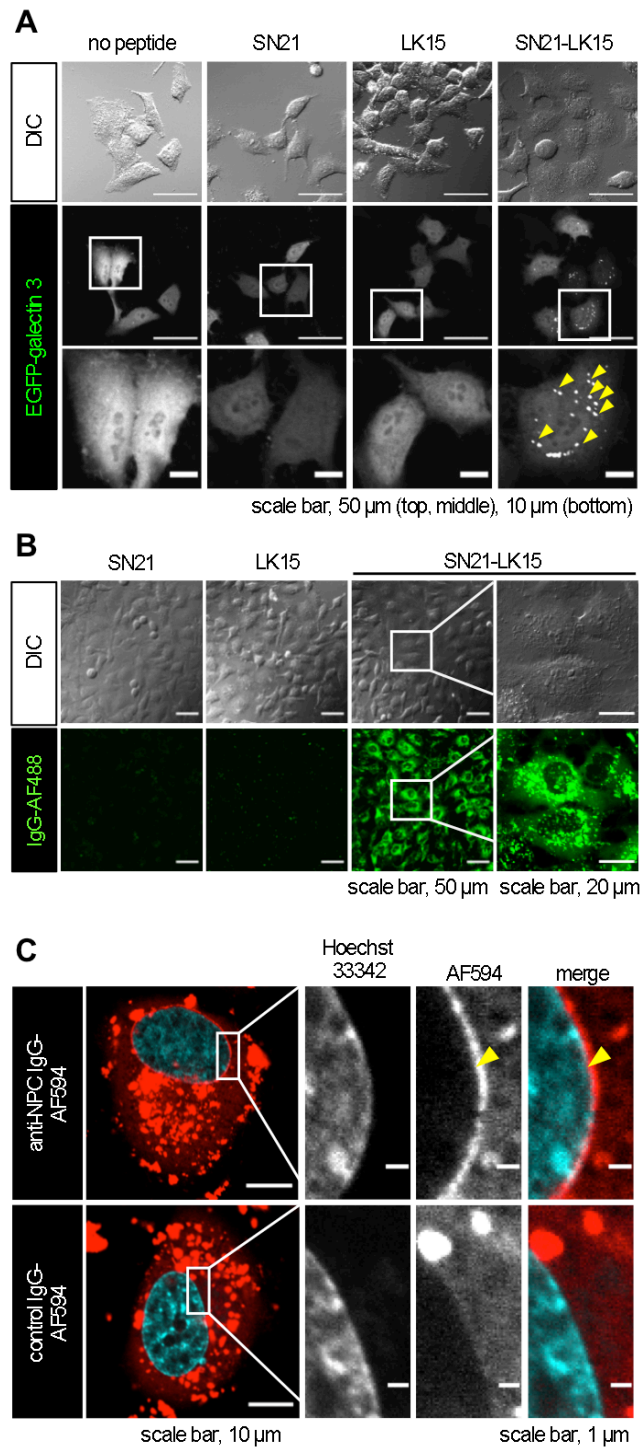 A
no peptide
SN21
LK15
SN21-LK15
DIC
EGFP-galectin 3
scale bar, 50 µm (top, middle), 10 µm (bottom)
B
SN21
LK15
SN21-LK15
DIC
IgG-AF488
scale bar, 50 µm
scale bar, 20 µm
C
Hoechst
33342
AF594
merge
anti-NPC IgG-
AF594
control IgG-
AF594
scale bar, 10 µm
scale bar, 1 µm